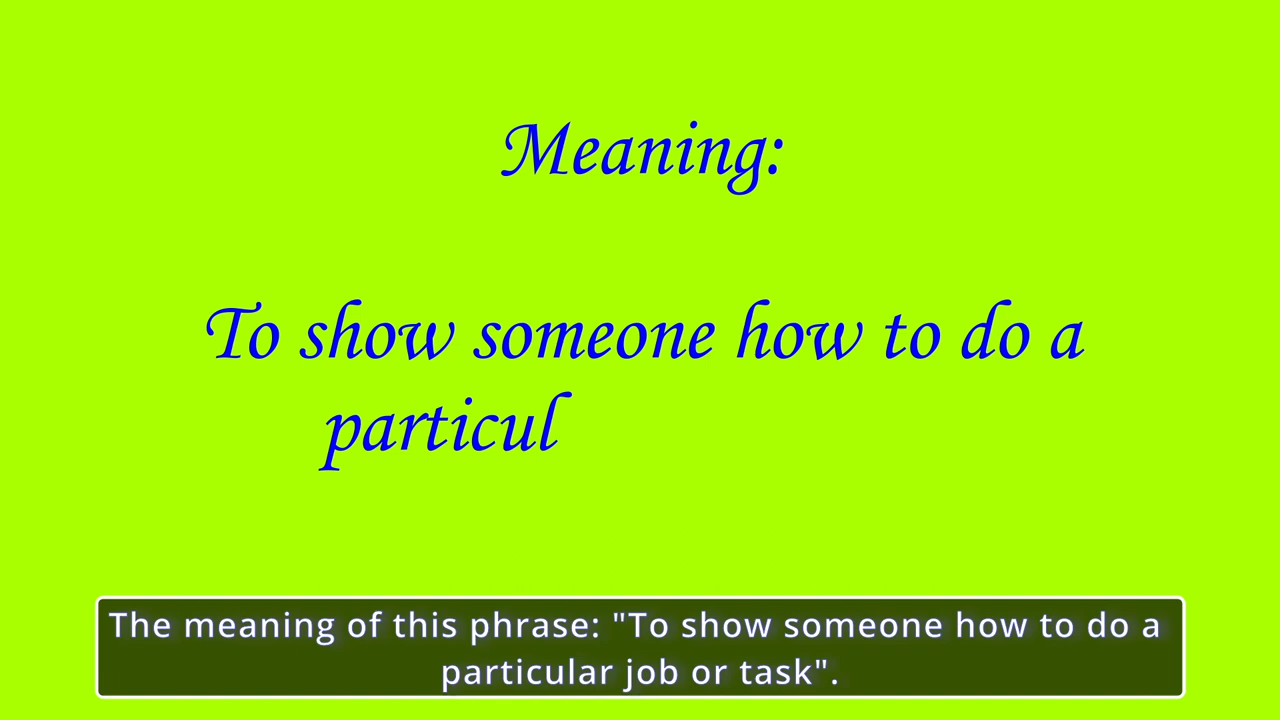 Meaning:
To show someone how to do a
particul
The meaning of this phrase: "To show someone how to do a
particular job or task".